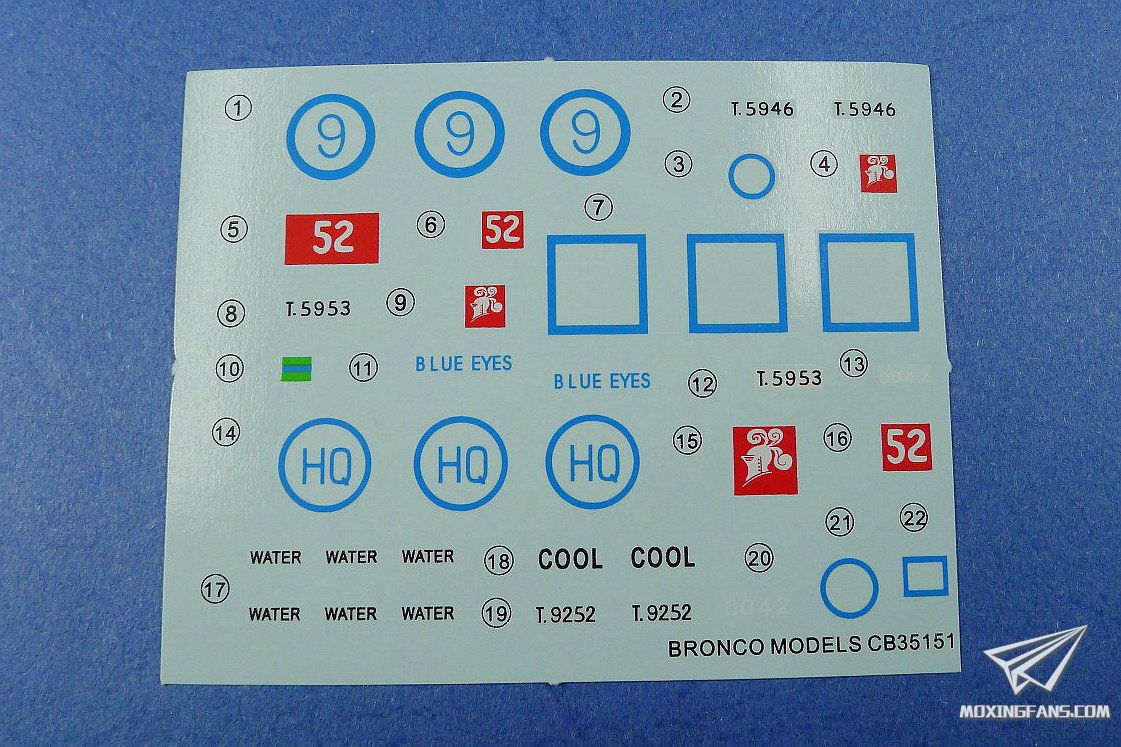 1 9 9 9 2 T.5946 T.5946
3 4
5 52 6 52 7
8 T.5953 9
10 11 BLUE EYES BLUE EYES 12 T.5953 13 0042
14 HQ HQ HQ 15 16 52
21 22
WATER WATER WATER 18 COOL COOL 20
17
WATER WATER WATER 19 T.9252 T.9252 0042
BRONCO MODELS CB35151
MOXINGFANS.COM